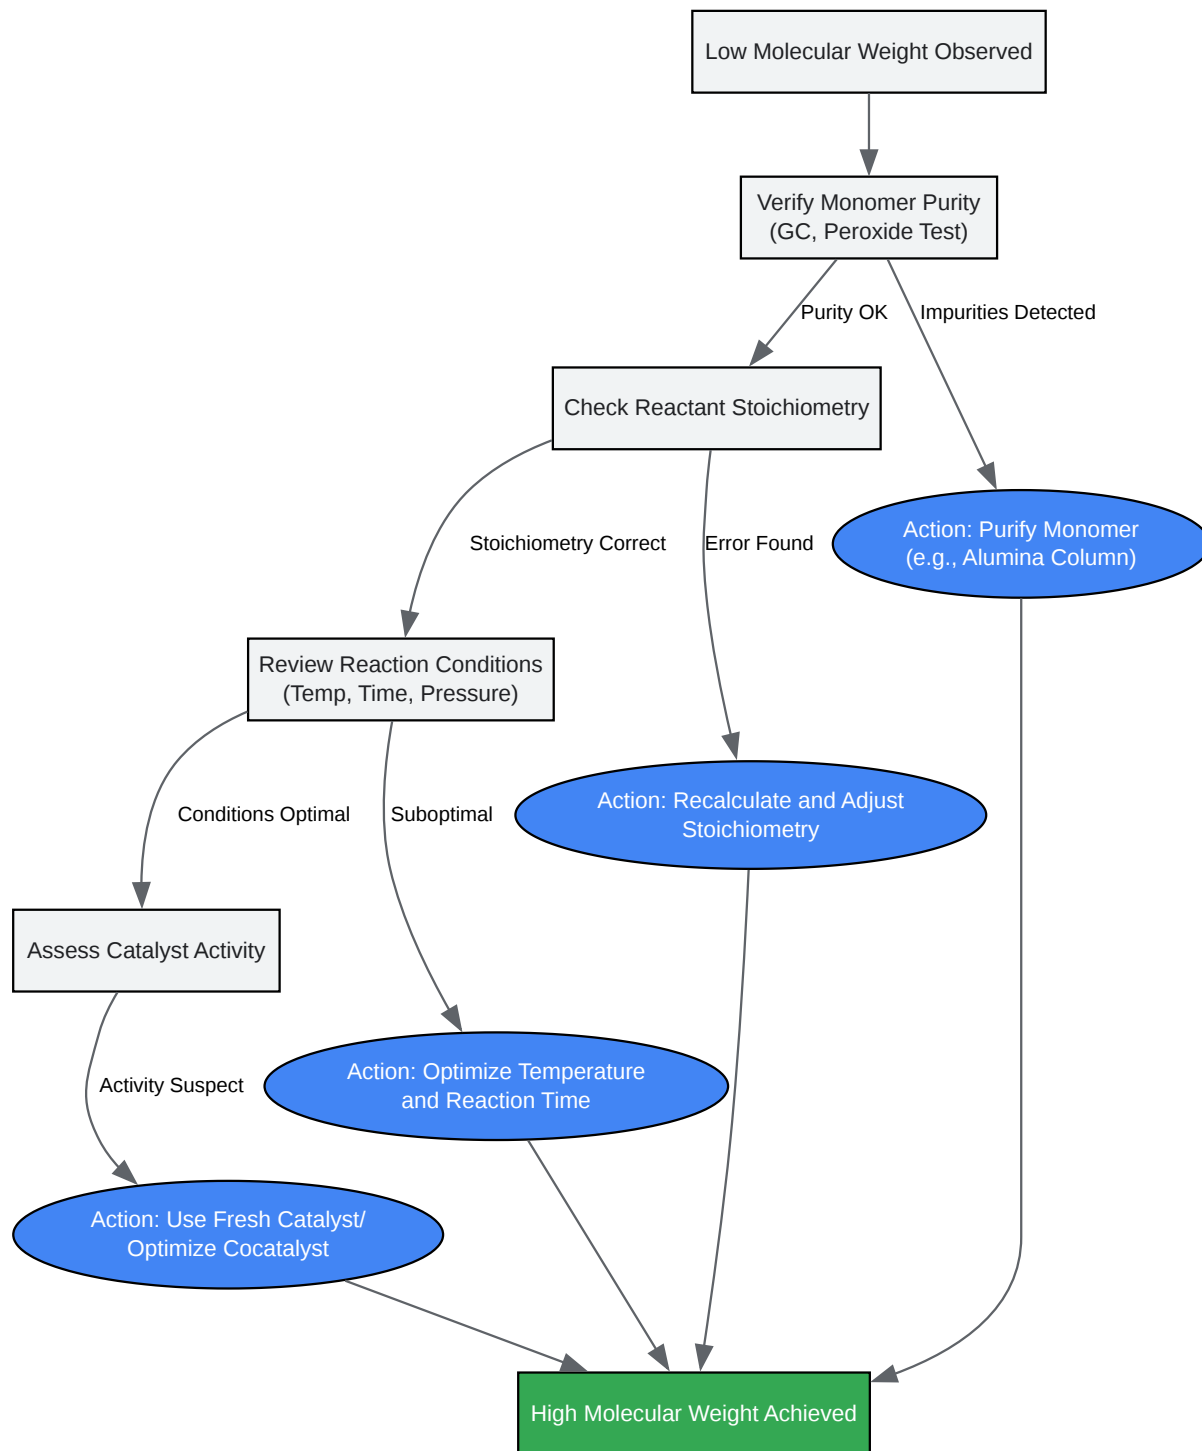 Low Molecular Weight Observed
Verify Monomer Purity
(GC, Peroxide Test)
Purity OK
Impurities Detected
Check Reactant Stoichiometry
Stoichiometry Correct
Error Found
Action: Purify Monomer
(e.g., Alumina Column)
Review Reaction Conditions
(Temp, Time, Pressure)
Conditions Optimal
Suboptimal
Action: Recalculate and Adjust
Stoichiometry
Assess Catalyst Activity
Activity Suspect
Action: Optimize Temperature
and Reaction Time
Action: Use Fresh Catalyst/
Optimize Cocatalyst
High Molecular Weight Achieved